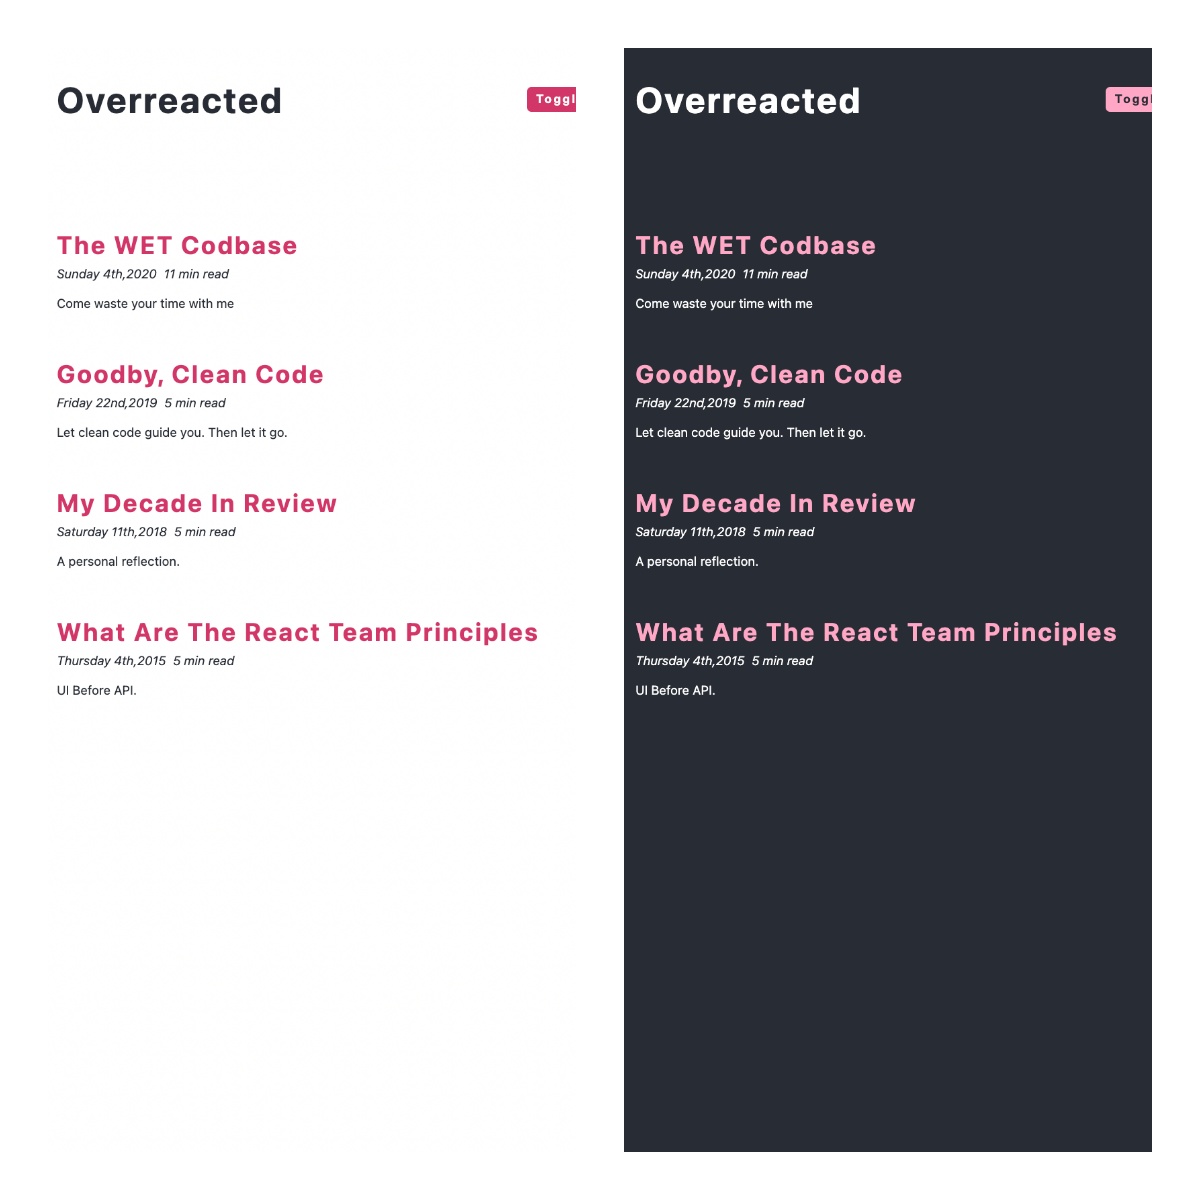 Overreacted
Toggl
The WET Codbase
Sunday 4th,2020 11 min read
Come waste your time with me
Goodby, Clean Code
Friday 22nd,2019 5 min read
Let clean code guide you. Then let it go.
My Decade In Review
Saturday 11th,2018 5 min read
A personal reflection.
What Are The React Team Principles
Thursday 4th,2015 5 min read
UI Before API.
Overreacted
Toggl
The WET Codbase
Sunday 4th,2020 11 min read
Come waste your time with me
Goodby, Clean Code
Friday 22nd,2019 5 min read
Let clean code guide you. Then let it go.
My Decade In Review
Saturday 11th,2018 5 min read
A personal reflection.
What Are The React Team Principles
Thursday 4th,2015 5 min read
UI Before API.